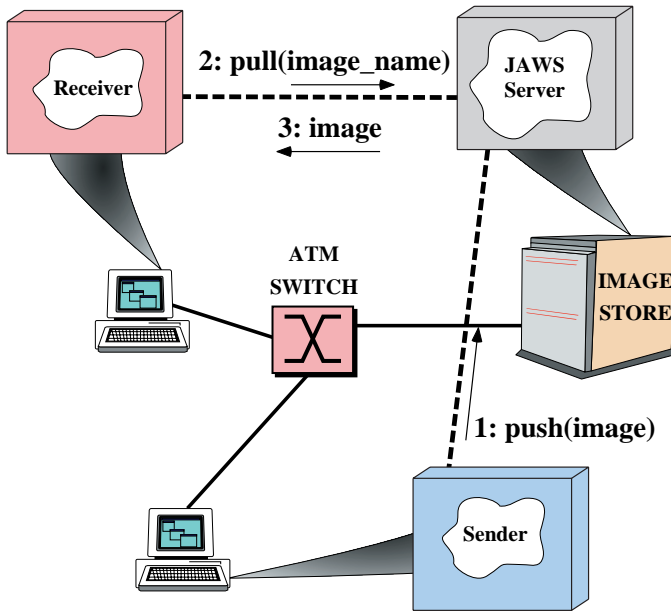 2: pull(image_name)
Receiver
JAWS
Server
3: image
ATM
SWITCH
IMAGE
STORE
1: push(image)
Sender